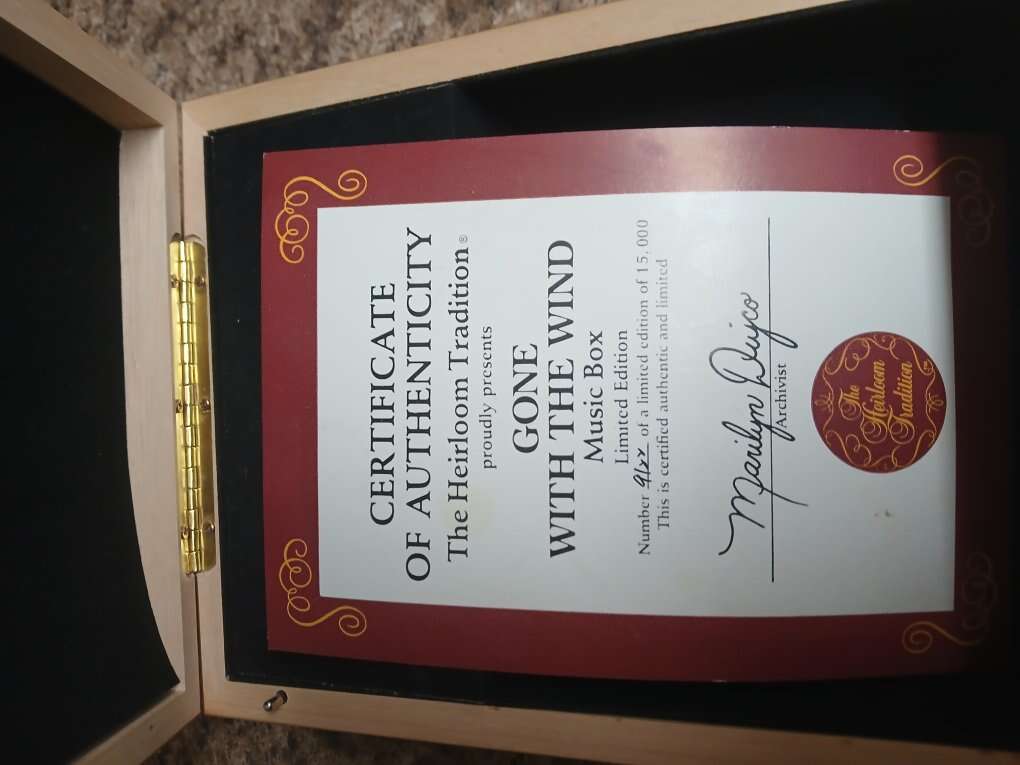 CERTIFICATE
OF AUTHENTICITY
The Heirloom Tradition®
proudly presents
GONE
WITH THE WIND
Music Box
Limited Edition
Number of a limited edition of 15,000
This is certified authentic and limited
Marilyn
Archivist
The
Heirloom
Tradition